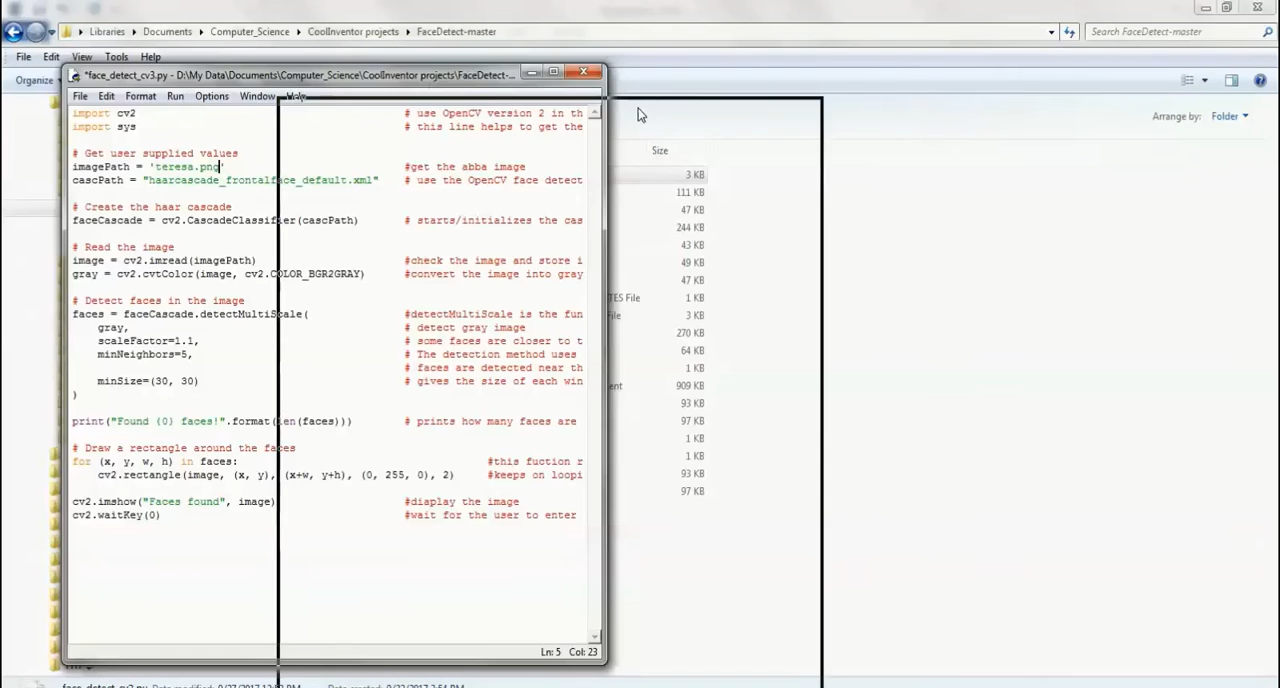 Libraries ▸ Documents ▸ Computer_Science ▸ CoolInventor projects ▸ FaceDetect-master
Search FaceDetect-master
File Edit View Tools Help
Organize
Arrange by: Folder
*face_detect_cv3.py - D:\My Data\Documents\Computer_Science\CoolInventor projects\FaceDetect-...
File Edit Format Run Options Window Help
import cv2 # use OpenCV version 2 in th
import sys # this line helps to get the
# Get user supplied values
imagePath = 'teresa.png' #get the abba image
cascPath = "haarcascade_frontalface_default.xml" # use the OpenCV face detect
# Create the haar cascade
faceCascade = cv2.CascadeClassifier(cascPath) # starts/initializes the cas
# Read the image
image = cv2.imread(imagePath) #check the image and store i
gray = cv2.cvtColor(image, cv2.COLOR_BGR2GRAY) #convert the image into gray
# Detect faces in the image
faces = faceCascade.detectMultiScale( #detectMultiScale is the fun
gray, # detect gray image
scaleFactor=1.1, # some faces are closer to t
minNeighbors=5, # The detection method uses
# faces are detected near th
minSize=(30, 30) # gives the size of each win
)
print("Found {0} faces!".format(len(faces))) # prints how many faces are
# Draw a rectangle around the faces
for (x, y, w, h) in faces: #this fuction r
cv2.rectangle(image, (x, y), (x+w, y+h), (0, 255, 0), 2) #keeps on loopi
cv2.imshow("Faces found", image) #diaplay the image
cv2.waitKey(0) #wait for the user to enter
Ln: 5 Col: 23
Size
3 KB
111 KB
47 KB
244 KB
43 KB
49 KB
47 KB
TES File 1 KB
ile 3 KB
270 KB
64 KB
ent 909 KB
93 KB
97 KB
1 KB
1 KB
93 KB
97 KB